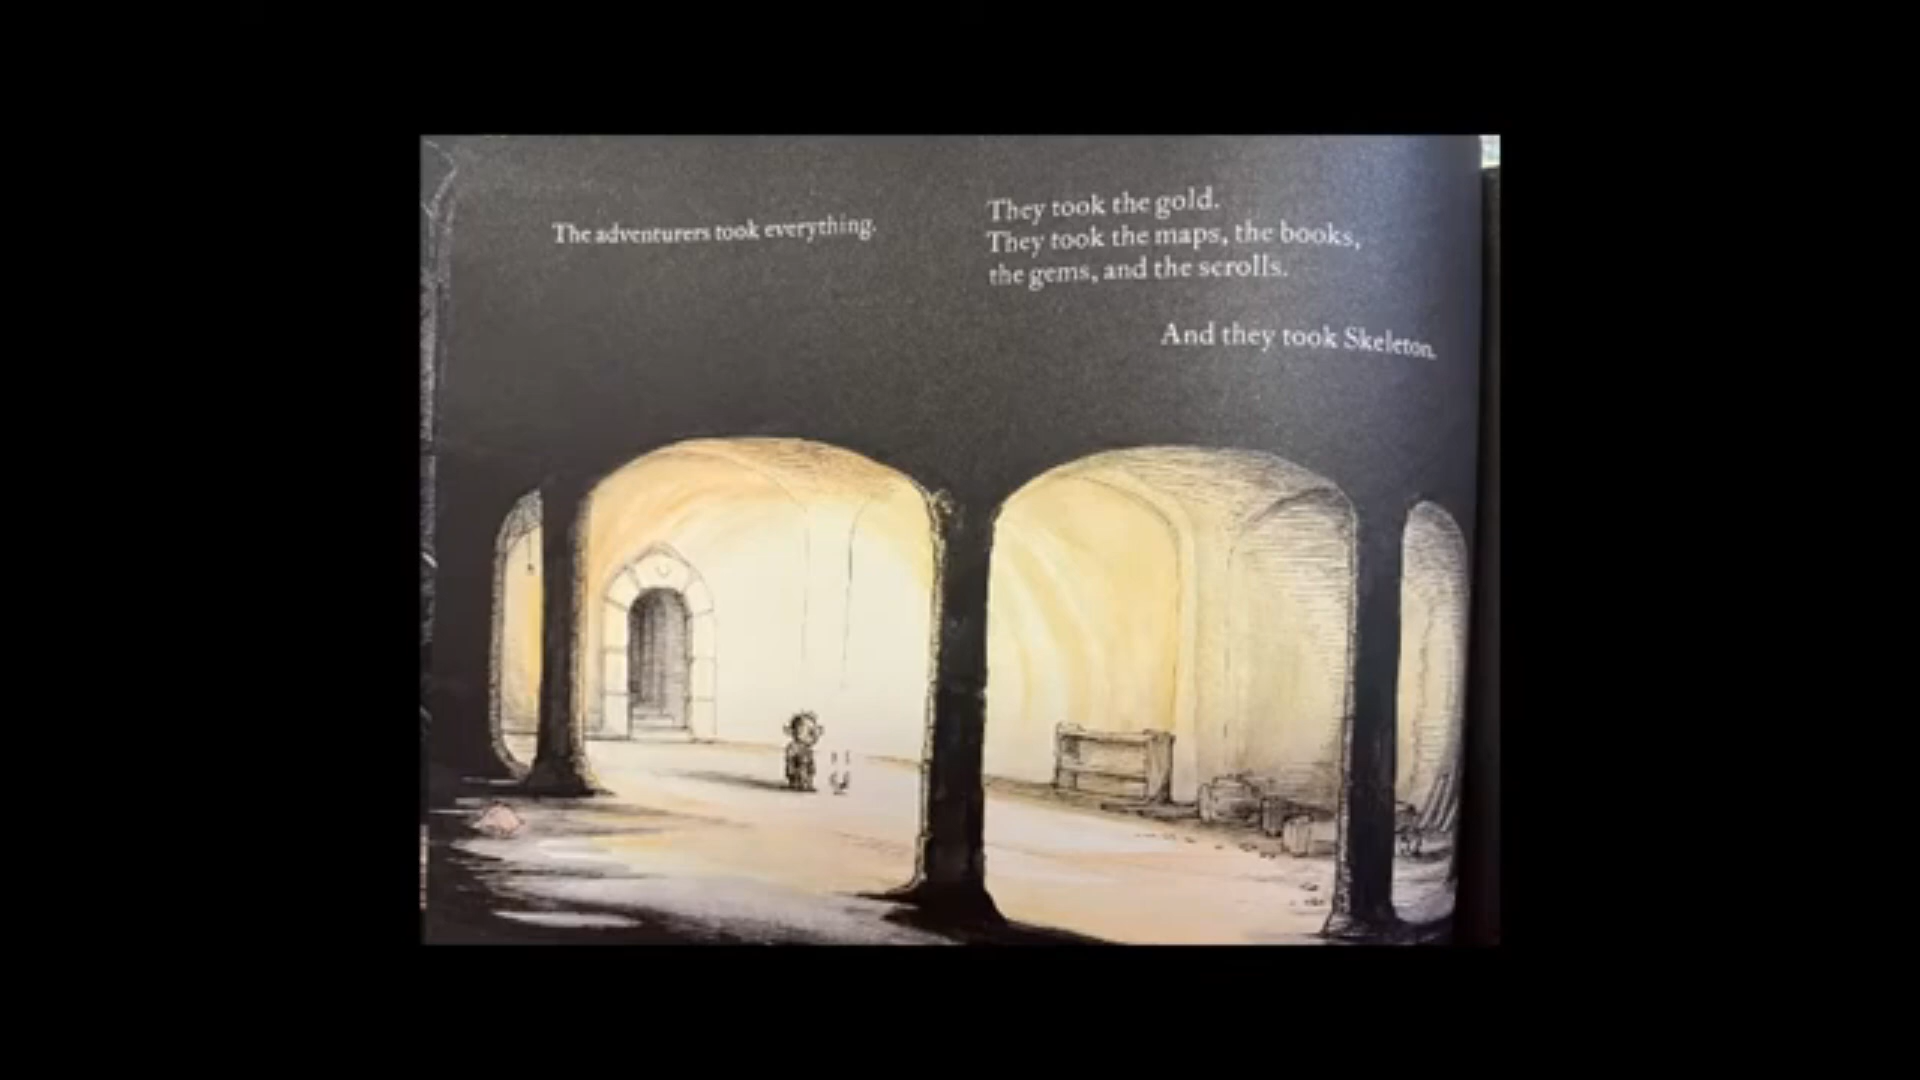 The adventurers took everything.
They took the gold.
They took the maps, the books,
the gems, and the scrolls.
And they took Skeleton.